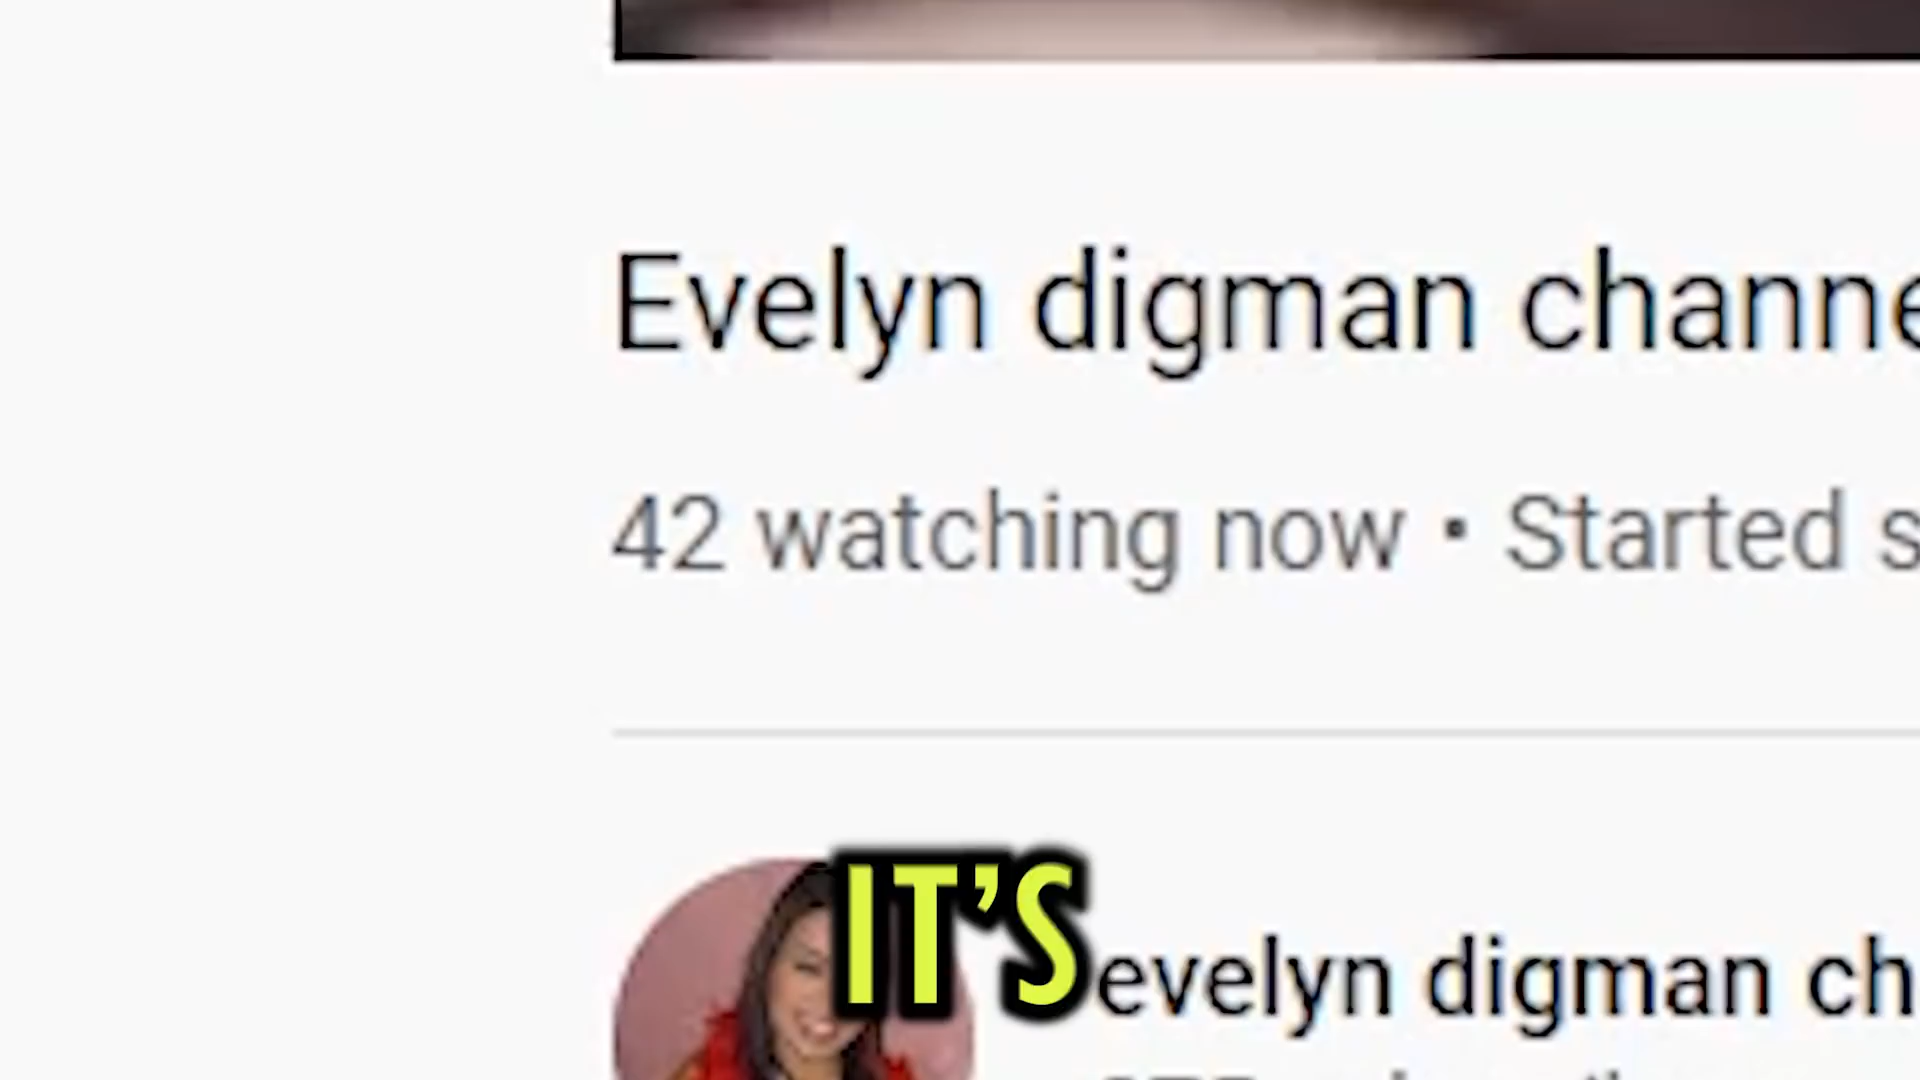 Evelyn digman channe
42 watching now • Started s
IT'S
evelyn digman ch